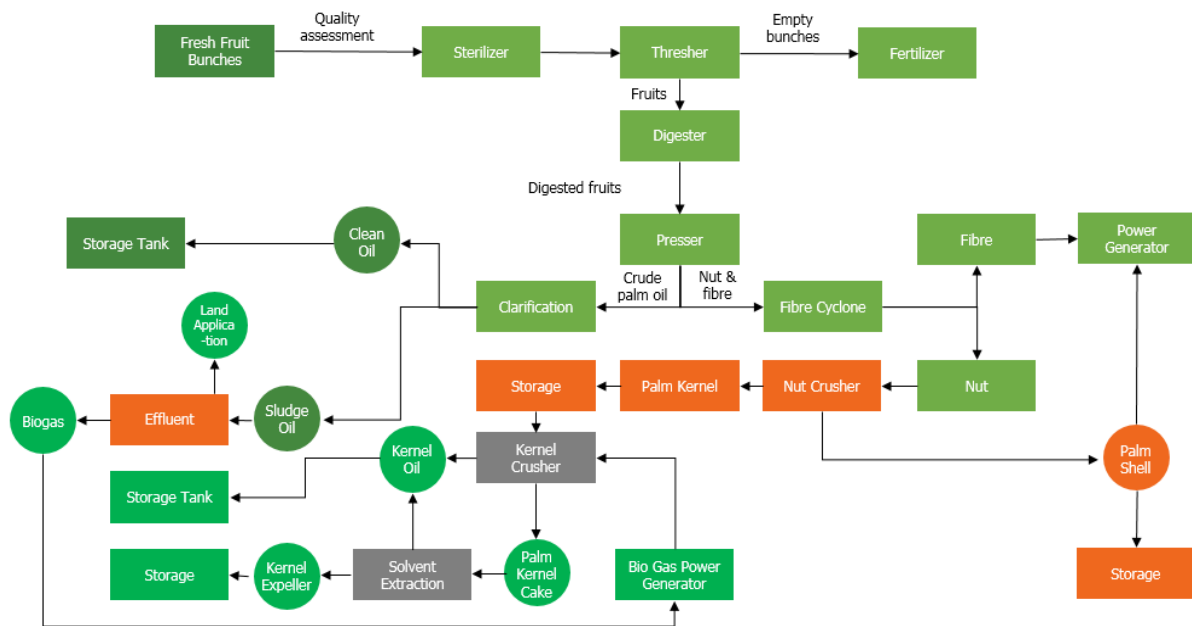 Quality
assessment
Empty
bunches
Fresh Fruit
Bunches
Sterilizer
Thresher
Fertilizer
Fruits
Digester
Digested fruits
Storage Tank
Clean
Oil
Presser
Fibre
Power
Generator
Crude
palm oil
Nut &
fibre
Clarification
Fibre Cyclone
Land
Applica
-tion
Storage
Palm Kernel
Nut Crusher
Nut
Biogas
Effluent
Sludge
Oil
Kernel
Oil
Kernel
Crusher
Palm
Shell
Storage Tank
Storage
Kernel
Expeller
Solvent
Extraction
Palm
Kernel
Cake
Bio Gas Power
Generator
Storage